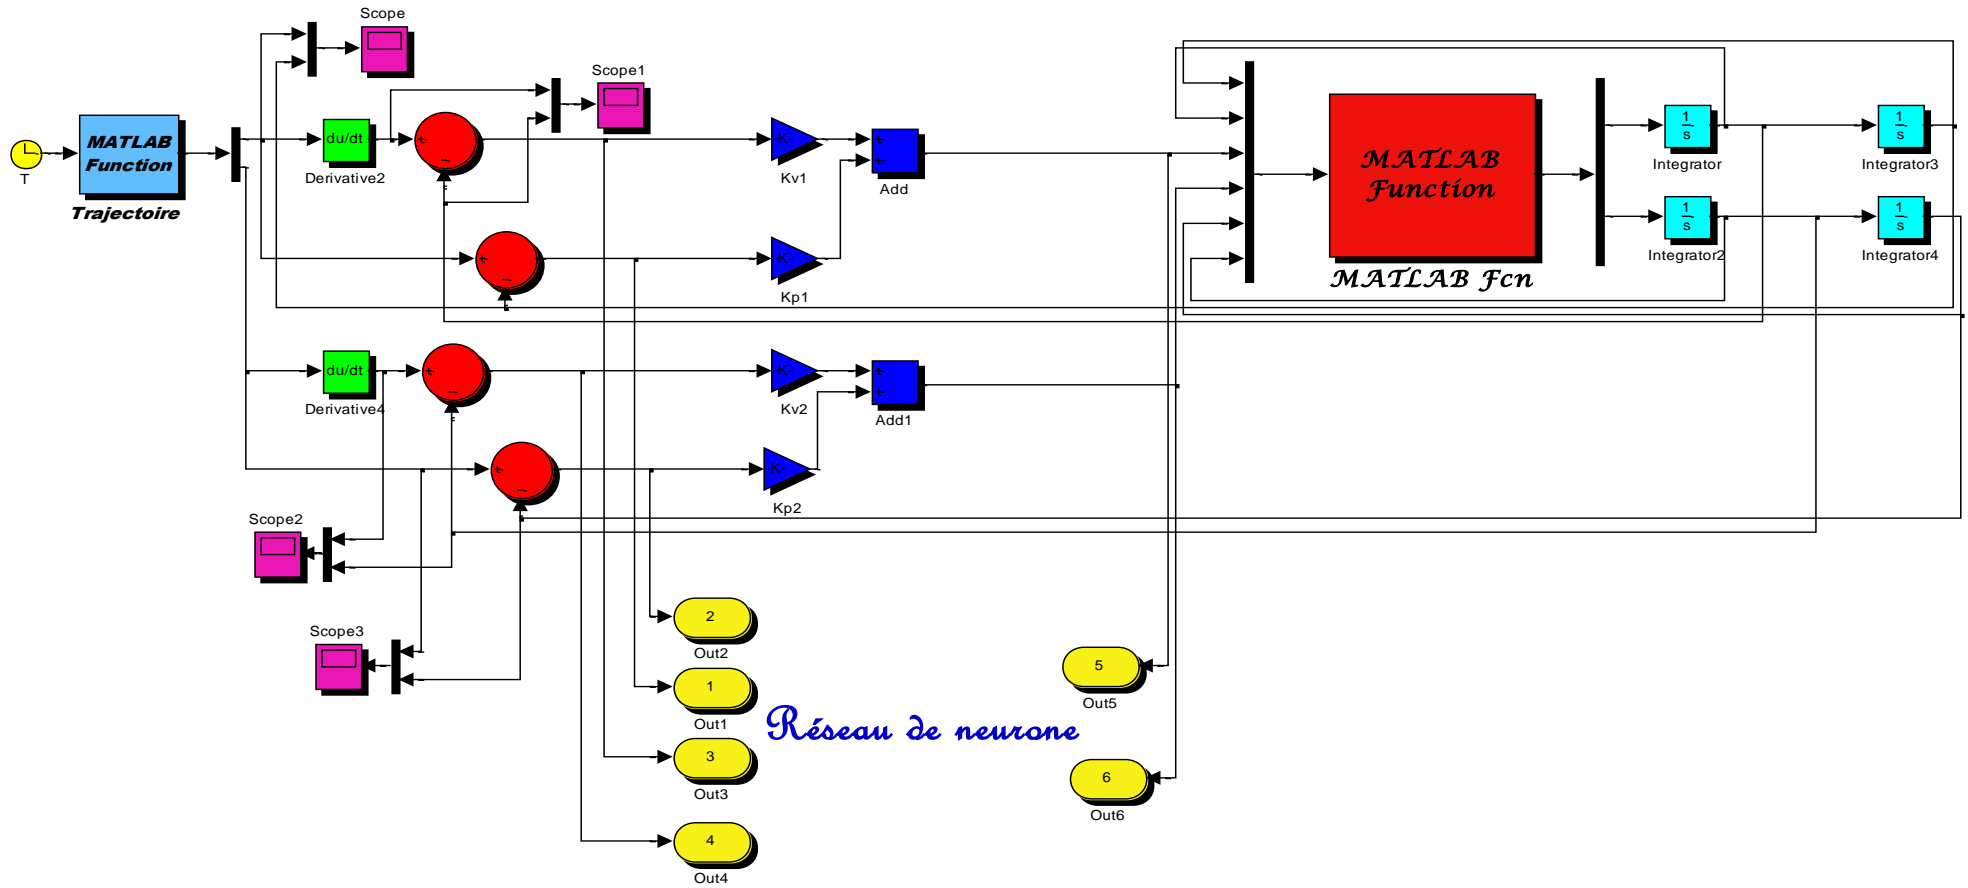 Scope
Scope1
MATLAB
Function
Trajectoire
T
du/dt
Derivative2
+
−
K-
Kv1
+
+
Add
MATLAB
Function
MATLAB Fcn
1
s
Integrator
1
s
Integrator3
1
s
Integrator2
1
s
Integrator4
+
−
K-
Kp1
du/dt
Derivative4
+
−
K-
Kv2
+
+
Add1
+
−
K-
Kp2
Scope2
Scope3
2
Out2
1
Out1
3
Out3
4
Out4
Réseau de neurone
5
Out5
6
Out6